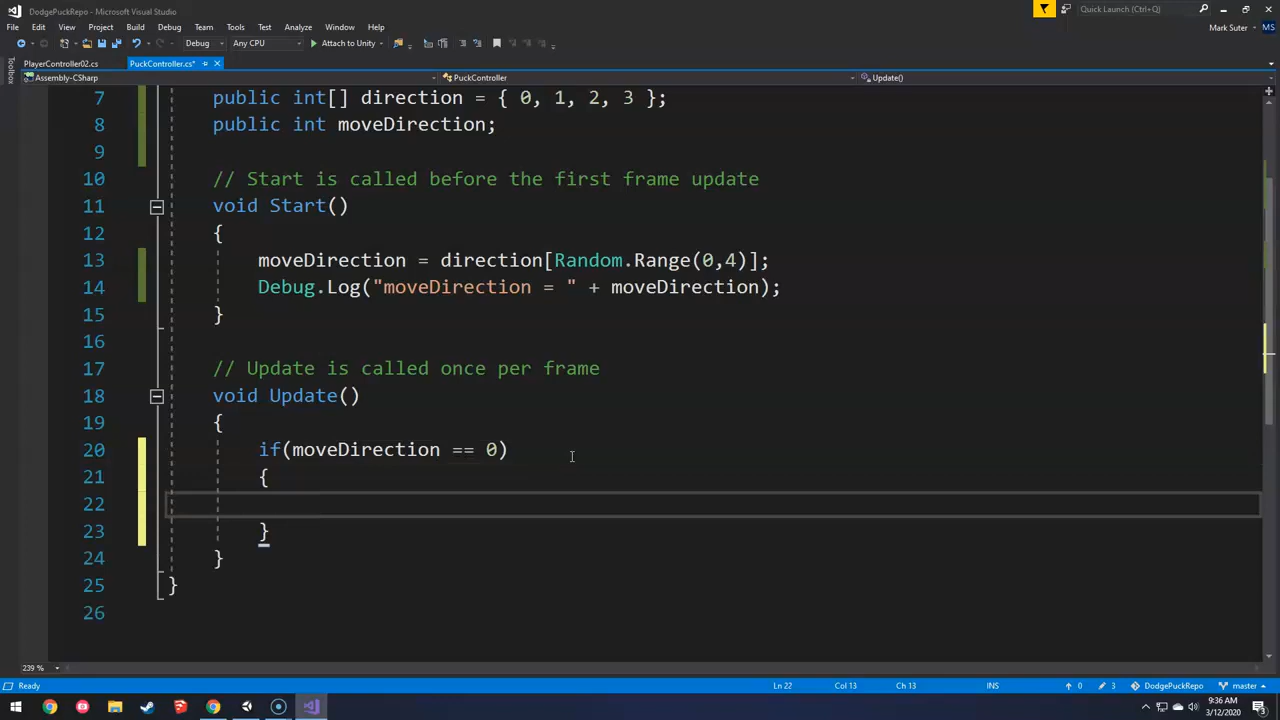 DodgePuckRepo - Microsoft Visual Studio
Quick Launch (Ctrl+Q)
File Edit View Project Build Debug Team Tools Test Analyze Window Help
Mark Suter MS
Debug Any CPU Attach to Unity
Toolbox
PlayerController02.cs PuckController.cs*
Assembly-CSharp PuckController Update()
7 public int[] direction = { 0, 1, 2, 3 };
8 public int moveDirection;
9
10 // Start is called before the first frame update
11 void Start()
12 {
13 moveDirection = direction[Random.Range(0,4)];
14 Debug.Log("moveDirection = " + moveDirection);
15 }
16
17 // Update is called once per frame
18 void Update()
19 {
20 if(moveDirection == 0)
21 {
22
23 }
24 }
25 }
26
239 %
Ready Ln 22 Col 13 Ch 13 INS 0 3 DodgePuckRepo master
9:36 AM
3/12/2020
3